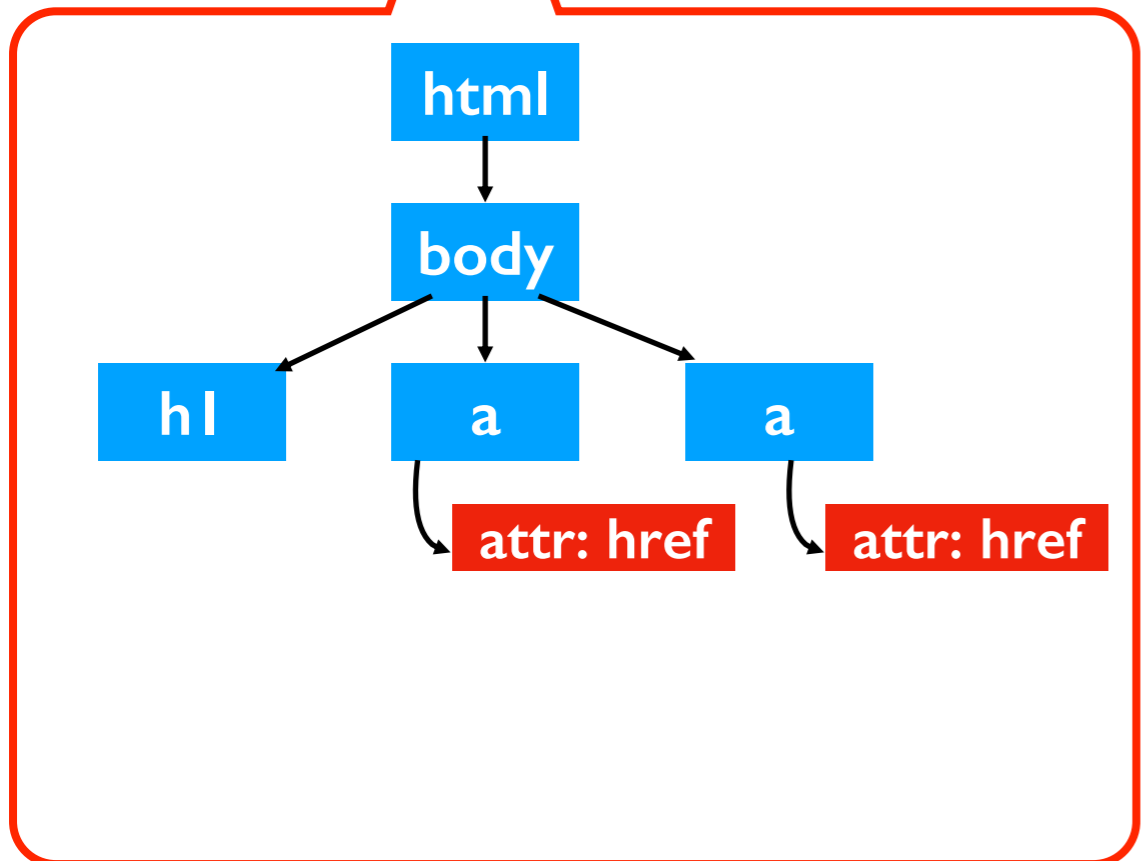 html
body
h1
a
a
attr: href
attr: href